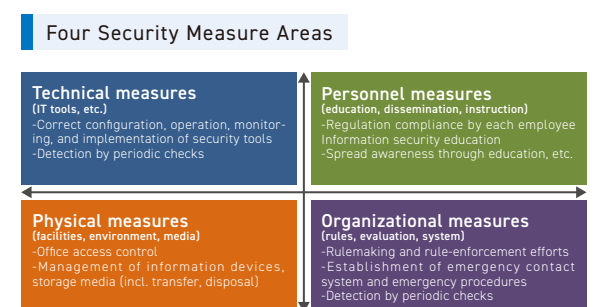 Four Security Measure Areas
Technical measures
(IT tools, etc.)
-Correct configuration, operation, monitor-
ing, and implementation of security tools
-Detection by periodic checks
Personnel measures
(education, dissemination, instruction)
-Regulation compliance by each employee
Information security education
-Spread awareness through education, etc.
Physical measures
(facilities, environment, media)
-Office access control
-Management of information devices,
storage media (incl. transfer, disposal)
Organizational measures
(rules, evaluation, system)
-Rulemaking and rule-enforcement efforts
-Establishment of emergency contact
system and emergency procedures
-Detection by periodic checks